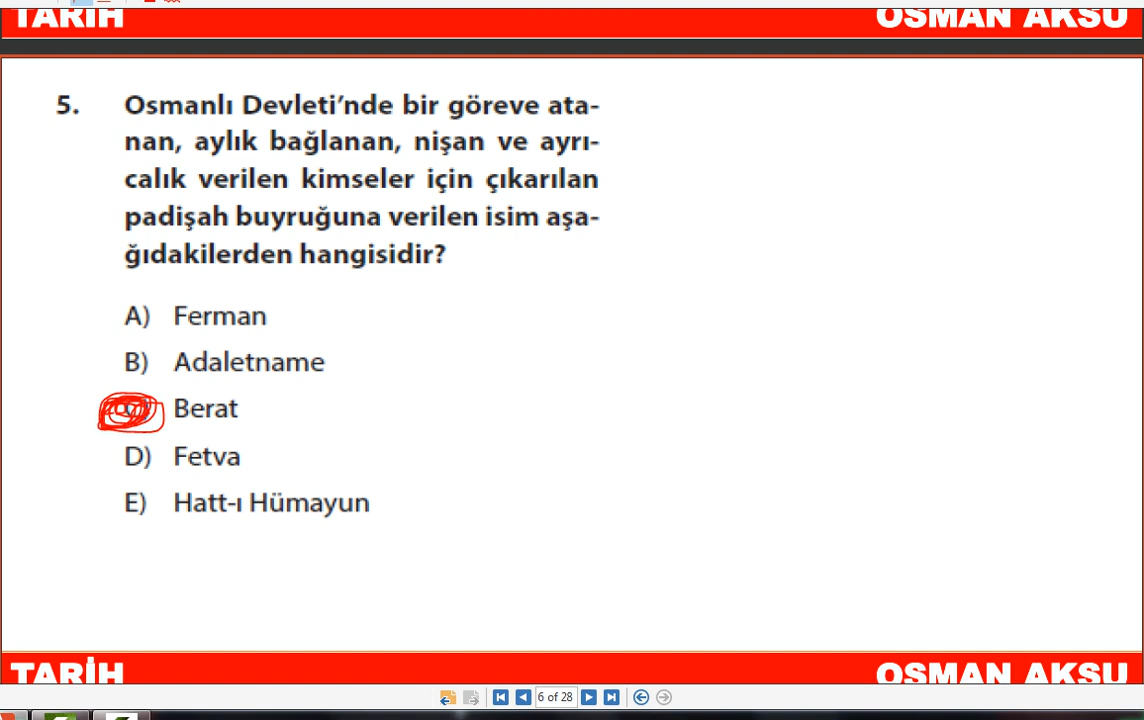 TARİH OSMAN AKSU
5. Osmanlı Devleti’nde bir göreve ata-
nan, aylık bağlanan, nişan ve ayrı-
calık verilen kimseler için çıkarılan
padişah buyruğuna verilen isim aşa-
ğıdakilerden hangisidir?
A) Ferman
B) Adaletname
Berat
D) Fetva
E) Hatt-ı Hümayun
TARİH OSMAN AKSU
6 of 28